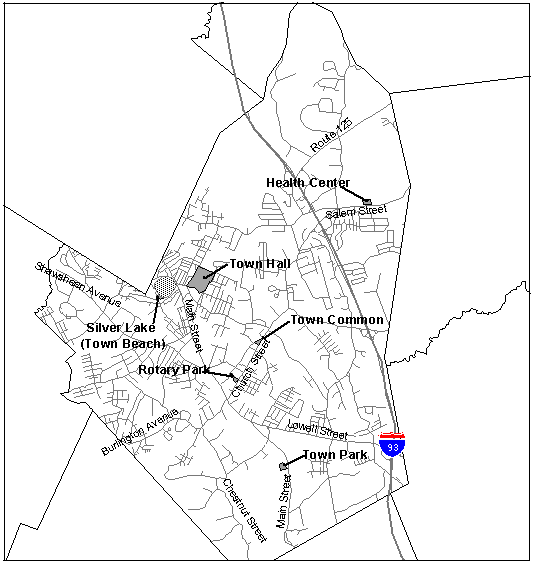 Route 125
Health Center
Salem Street
Town Hall
Shawsheen Avenue
Main Street
Silver Lake
(Town Beach)
Town Common
Rotary Park
Church Street
Burlington Avenue
Lowell Street
93
Town Park
Chestnut Street
Main Street